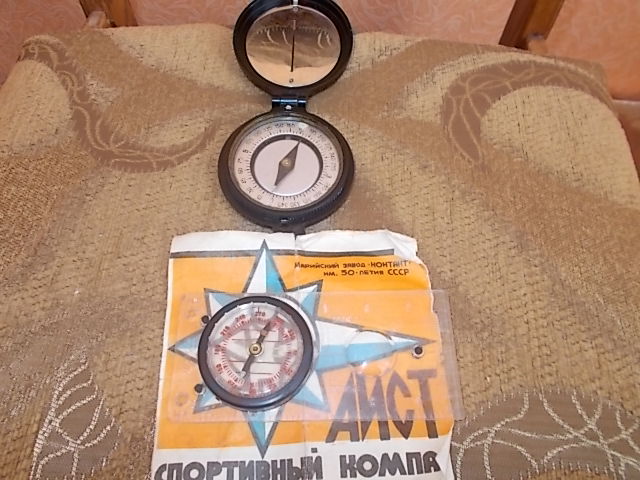 МАРИЙСКИЙ ЗАВОД "КОНТАКТ"
ИМ. 50-ЛЕТИЯ СССР
АИСТ
СПОРТИВНЫЙ КОМПА